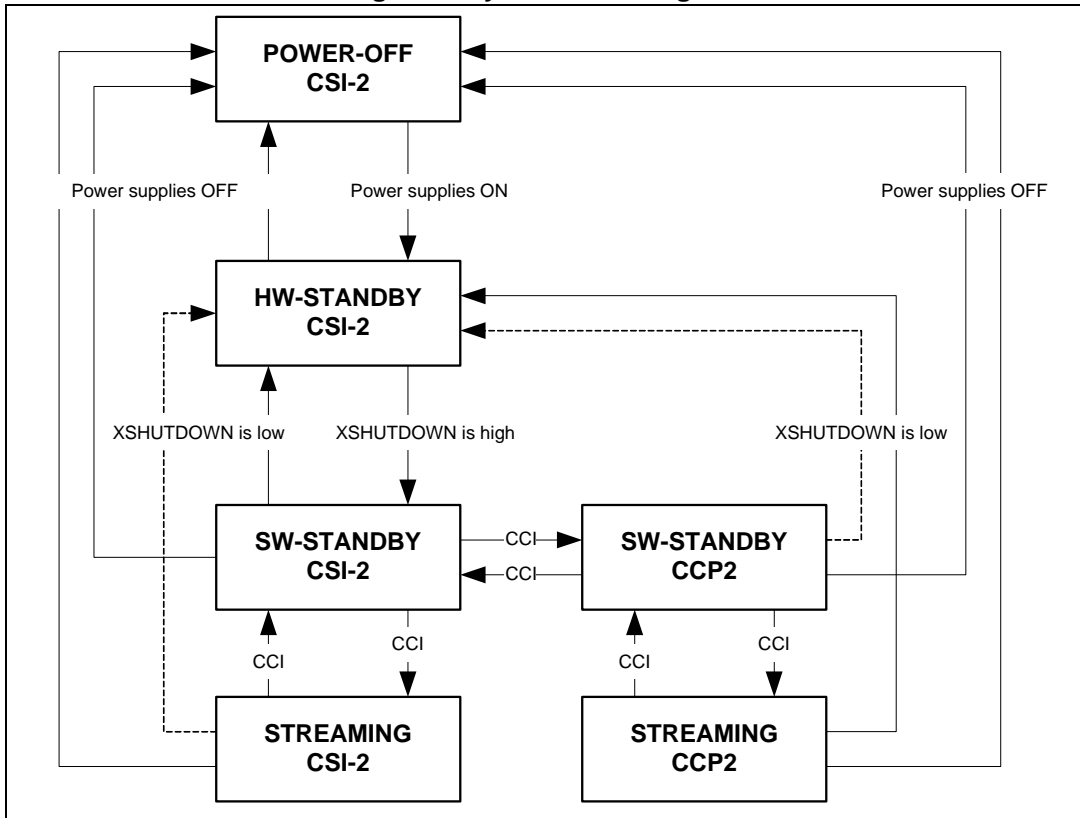 POWER-OFF
CSI-2
Power supplies OFF
Power supplies ON
Power supplies OFF
HW-STANDBY
CSI-2
XSHUTDOWN is low
XSHUTDOWN is high
XSHUTDOWN is low
SW-STANDBY
CSI-2
CCI
CCI
SW-STANDBY
CCP2
CCI
CCI
CCI
CCI
STREAMING
CSI-2
STREAMING
CCP2